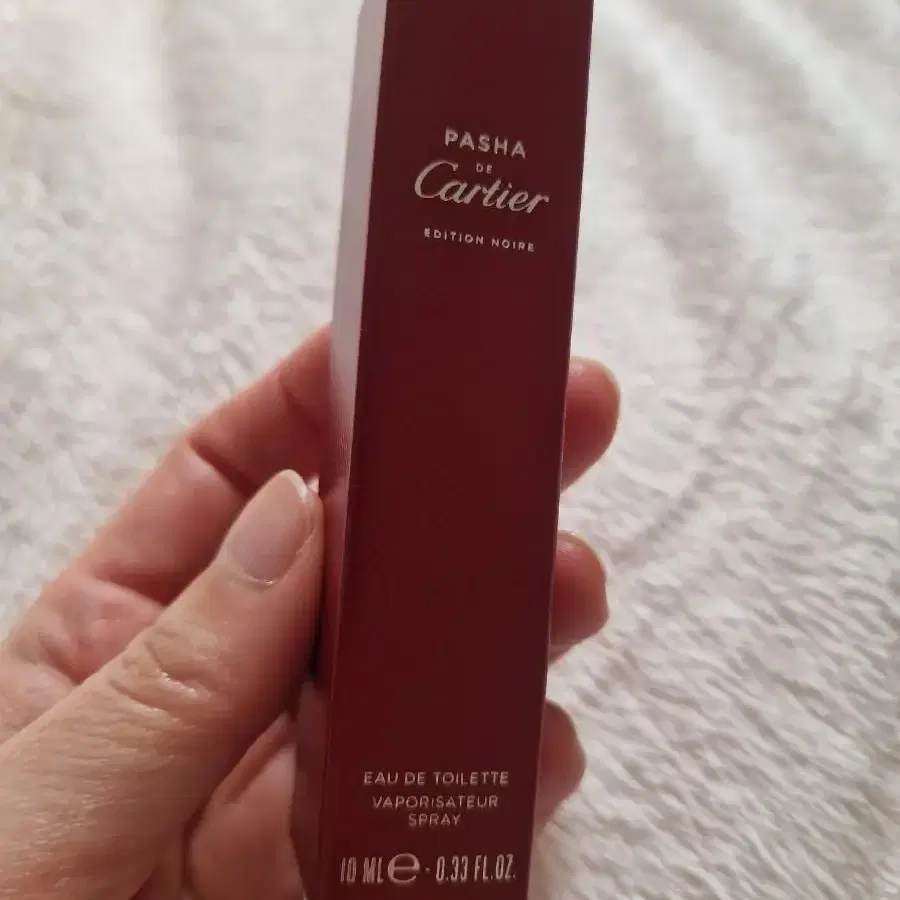 PASHA
DE
Cartier
EDITION NOIRE
EAU DE TOILETTE
VAPORISATEUR
SPRAY
10 ML ℮ - 0.33 FL.OZ.